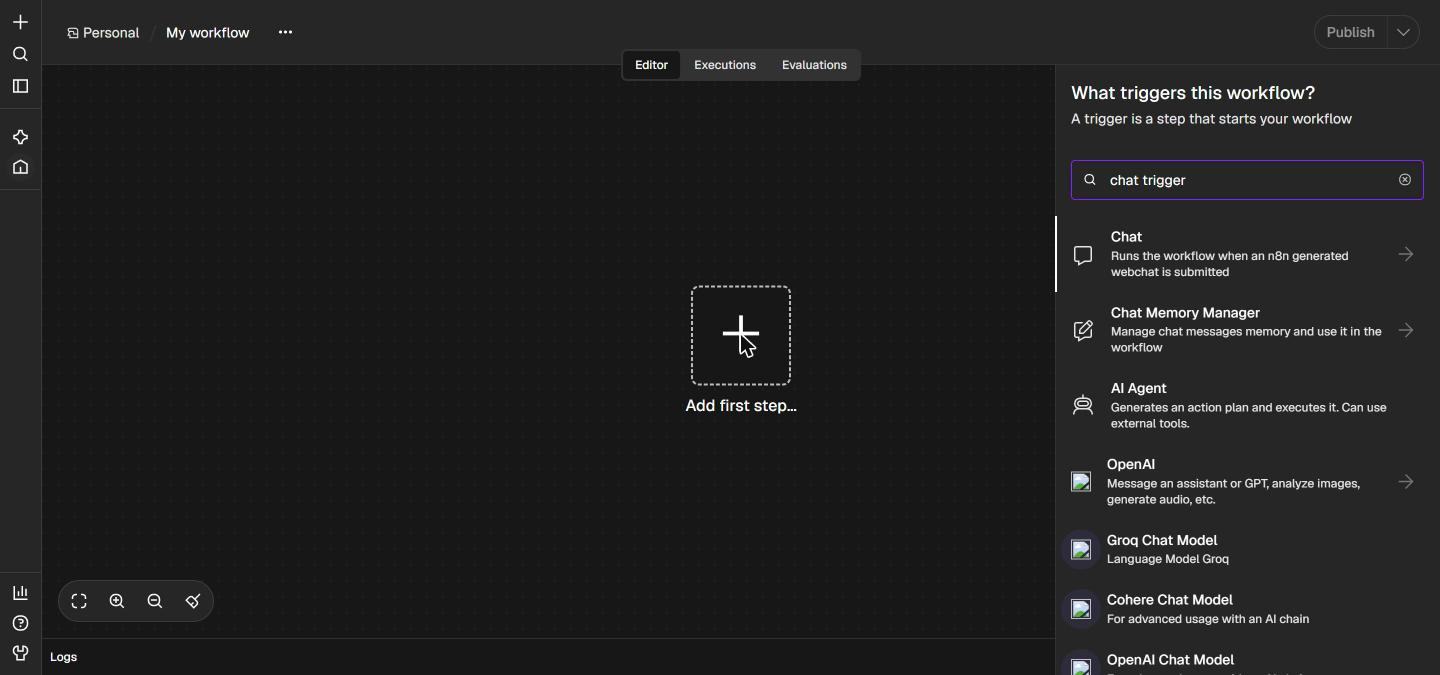 Personal / My workflow ...
Publish
Editor Executions Evaluations
What triggers this workflow?
A trigger is a step that starts your workflow
chat trigger
Chat
Runs the workflow when an n8n generated
webchat is submitted
Chat Memory Manager
Manage chat messages memory and use it in the
workflow
AI Agent
Generates an action plan and executes it. Can use
external tools.
OpenAI
Message an assistant or GPT, analyze images,
generate audio, etc.
Groq Chat Model
Language Model Groq
Cohere Chat Model
For advanced usage with an AI chain
OpenAI Chat Model
Add first step...
Logs